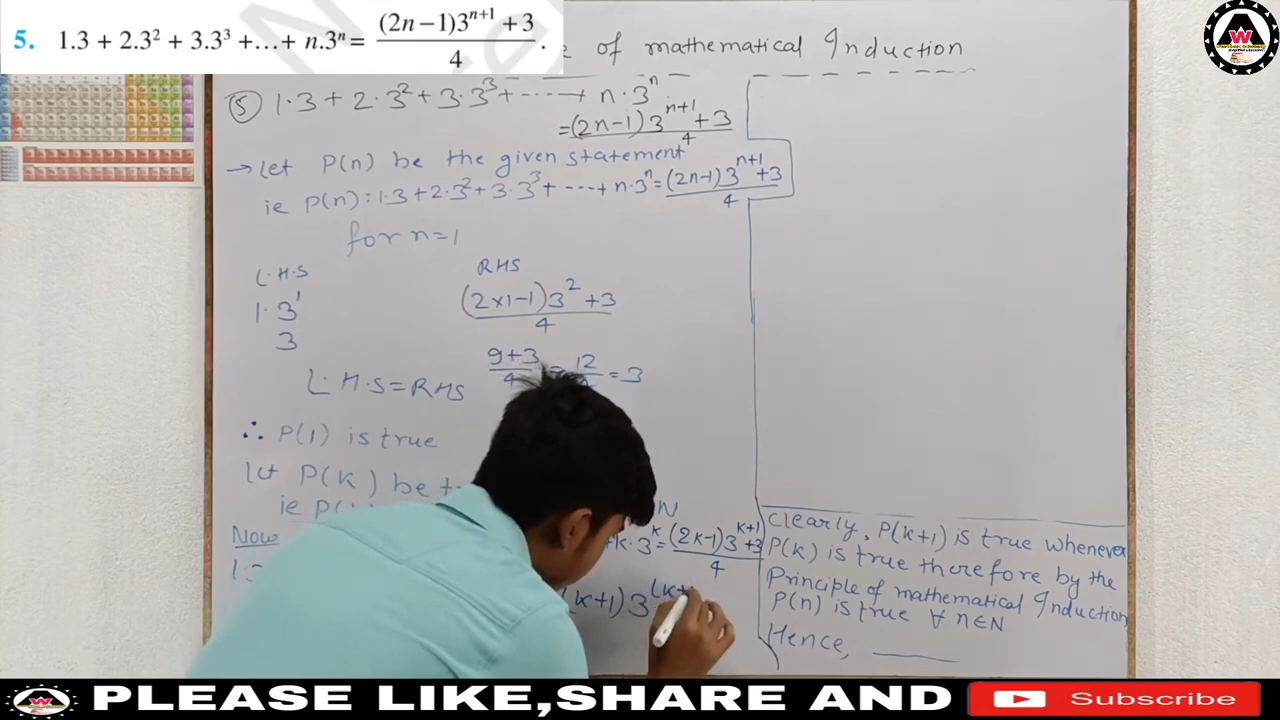 5. 1.3 + 2.3² + 3.3³ +…+ n.3ⁿ = (2n−1)3ⁿ⁺¹ + 3 / 4 .
of mathematical Induction
⑤ 1·3 + 2·3² + 3·3³ + ----- + n·3ⁿ
= (2n-1)3ⁿ⁺¹ + 3 / 4
→ Let P(n) be the given statement
ie P(n): 1·3 + 2·3² + 3·3³ + ---- + n·3ⁿ = (2n-1)3ⁿ⁺¹ + 3 / 4
for n=1
L·H·S RHS
1·3¹ (2×1-1)3² + 3 / 4
3 9+3 / 4 = 12 / = 3
L·H·S = RHS
∴ P(1) is true
Let P(k) be
ie N
Now
+k·3ᵏ = (2k-1)3ᵏ⁺¹ + 3 / 4
1·
(k+1)3
Clearly, P(k+1) is true whenever
P(k) is true therefore by the
Principle of mathematical Induction
P(n) is true ∀ n∈N
Hence,
W
PLEASE LIKE,SHARE AND Subscribe